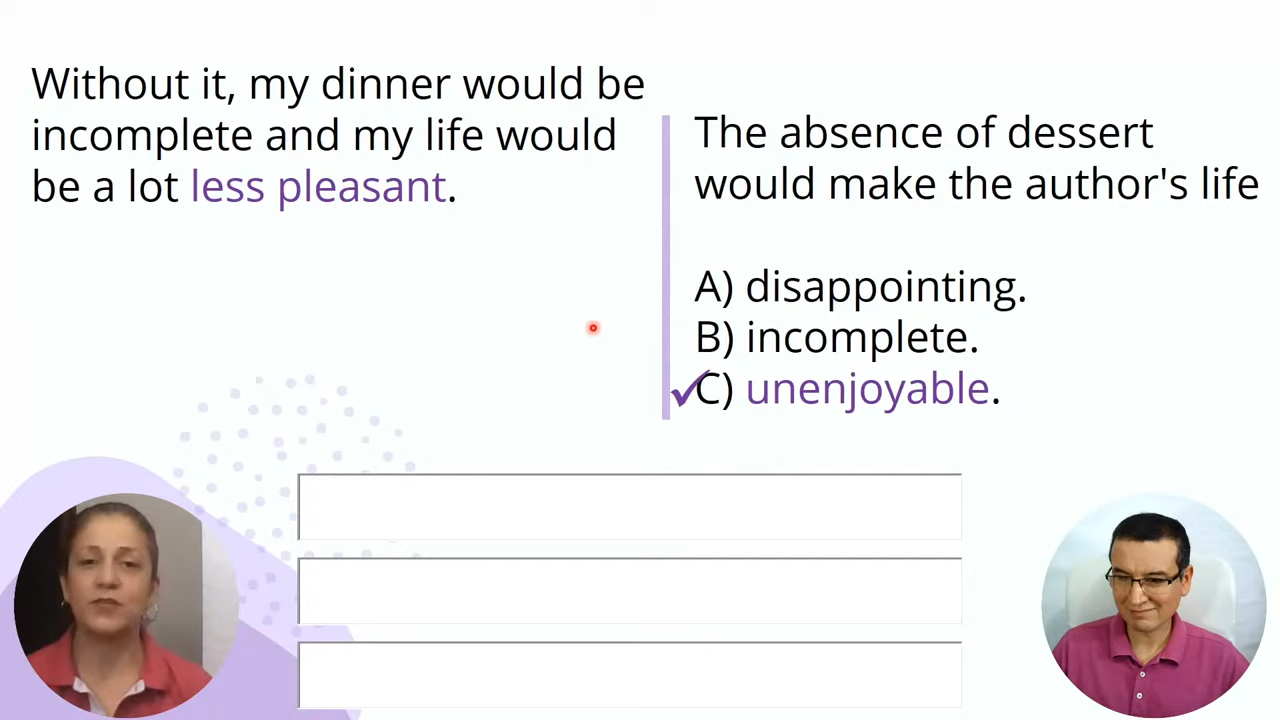 Without it, my dinner would be
incomplete and my life would
be a lot less pleasant.
The absence of dessert
would make the author's life
A) disappointing.
B) incomplete.
C) unenjoyable.